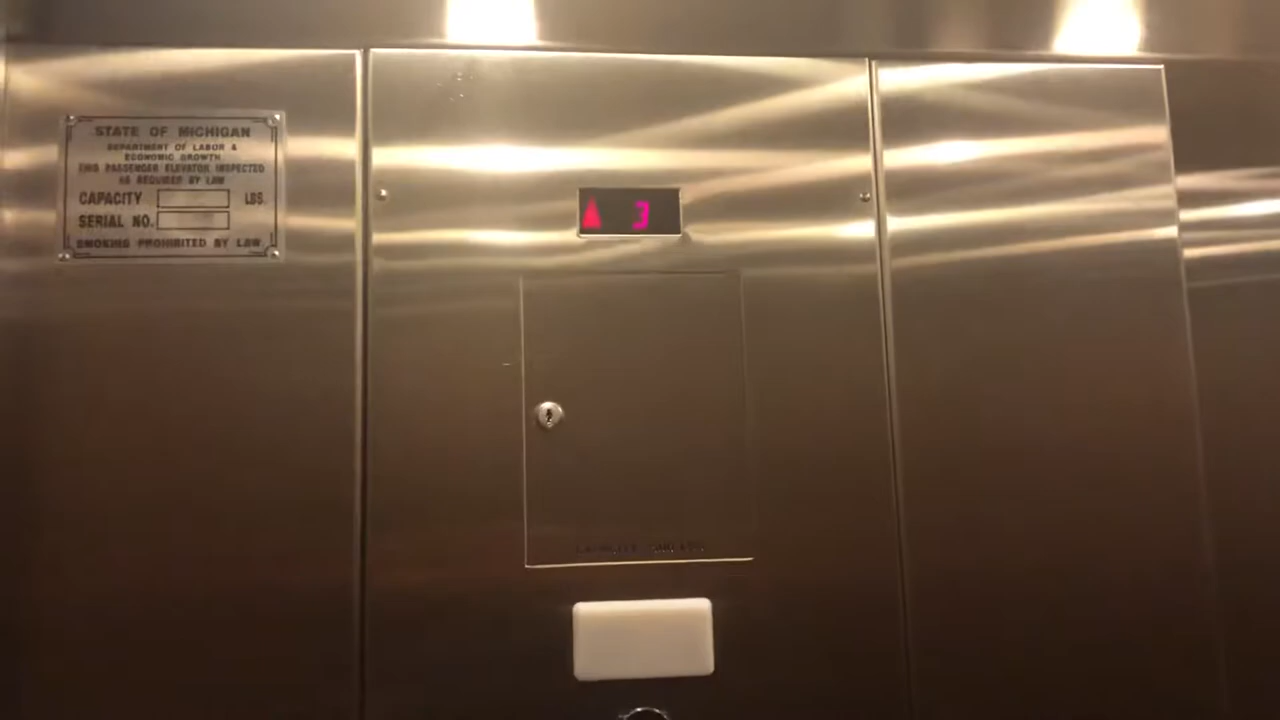 STATE OF MICHIGAN
DEPARTMENT OF LABOR &
ECONOMIC GROWTH
THIS PASSENGER ELEVATOR INSPECTED
AS REQUIRED BY LAW
CAPACITY LBS.
SERIAL NO.
SMOKING PROHIBITED BY LAW
3
CAPACITY